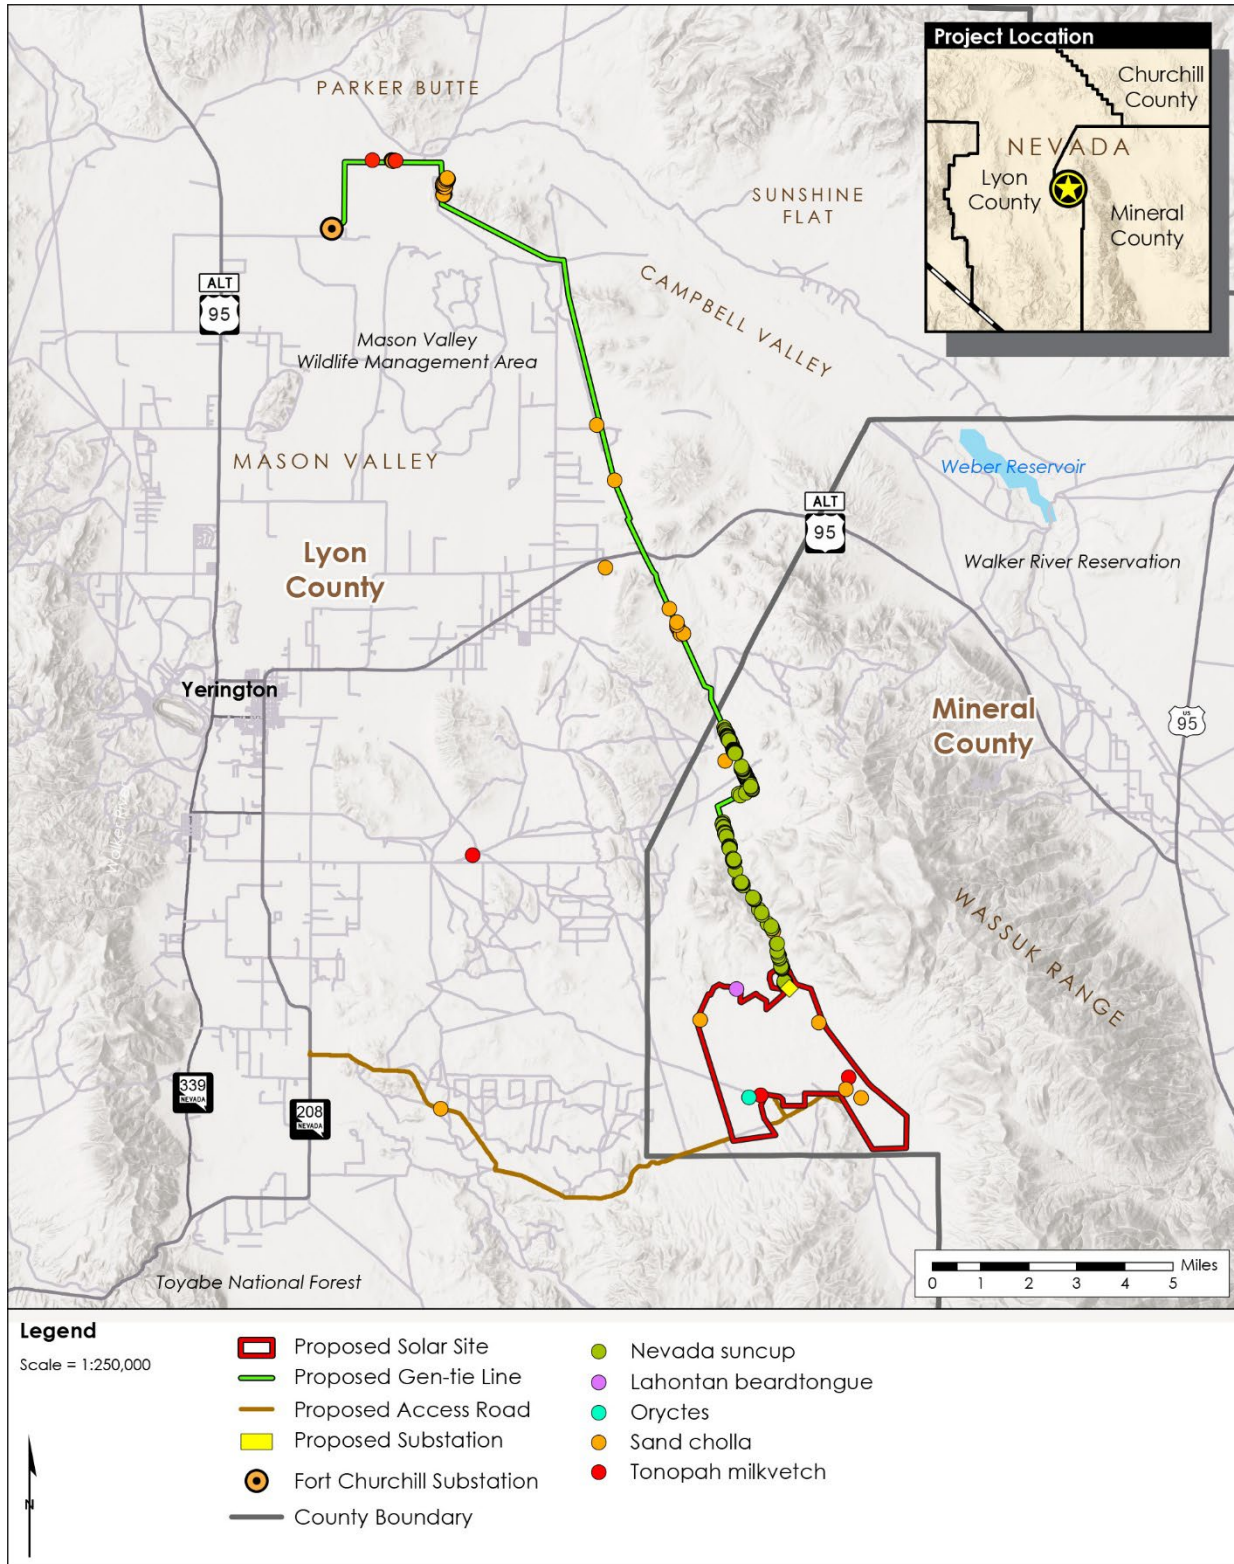 Project Location
Churchill
County
NEVADA
Lyon
County
Mineral
County
PARKER BUTTE
SUNSHINE
FLAT
CAMPBELL VALLEY
ALT
95
Mason Valley
Wildlife Management Area
MASON VALLEY
Weber Reservoir
ALT
95
Lyon
County
Walker River Reservation
Yerington
Mineral
County
US
95
WASSUK RANGE
339
NEVADA
208
NEVADA
Toyabe National Forest
Miles
0 1 2 3 4 5
Legend
Scale = 1:250,000
N
Proposed Solar Site
Proposed Gen-tie Line
Proposed Access Road
Proposed Substation
Fort Churchill Substation
County Boundary
Nevada suncup
Lahontan beardtongue
Oryctes
Sand cholla
Tonopah milkvetch